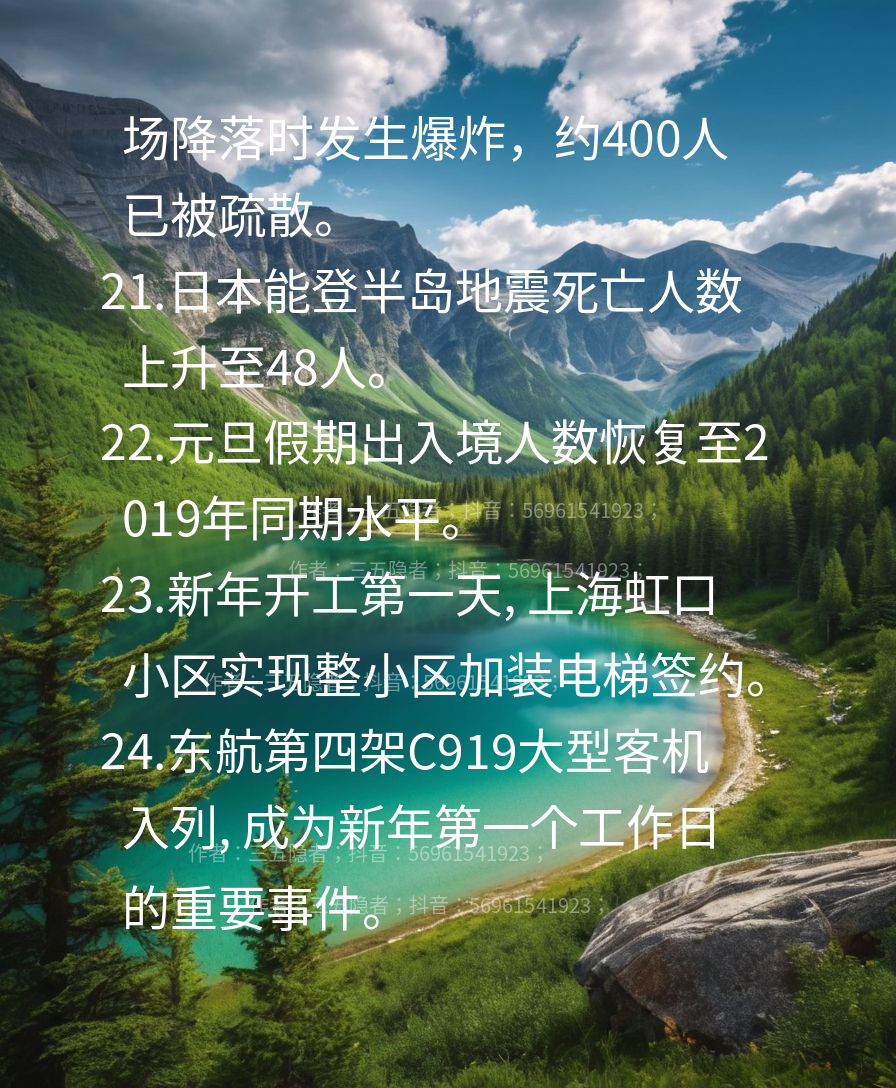 场降落时发生爆炸，约400人
已被疏散。
21.日本能登半岛地震死亡人数
上升至48人。
22.元旦假期出入境人数恢复至2
019年同期水平。
作者：三五隐者；抖音：56961541923；
作者：三五隐者；抖音：56961541923；
23.新年开工第一天, 上海虹口
小区实现整小区加装电梯签约。
作者：三五隐者；抖音：56961541923；
24.东航第四架C919大型客机
入列, 成为新年第一个工作日
作者：三五隐者；抖音：56961541923；
的重要事件。
隐者；抖音：56961541923；